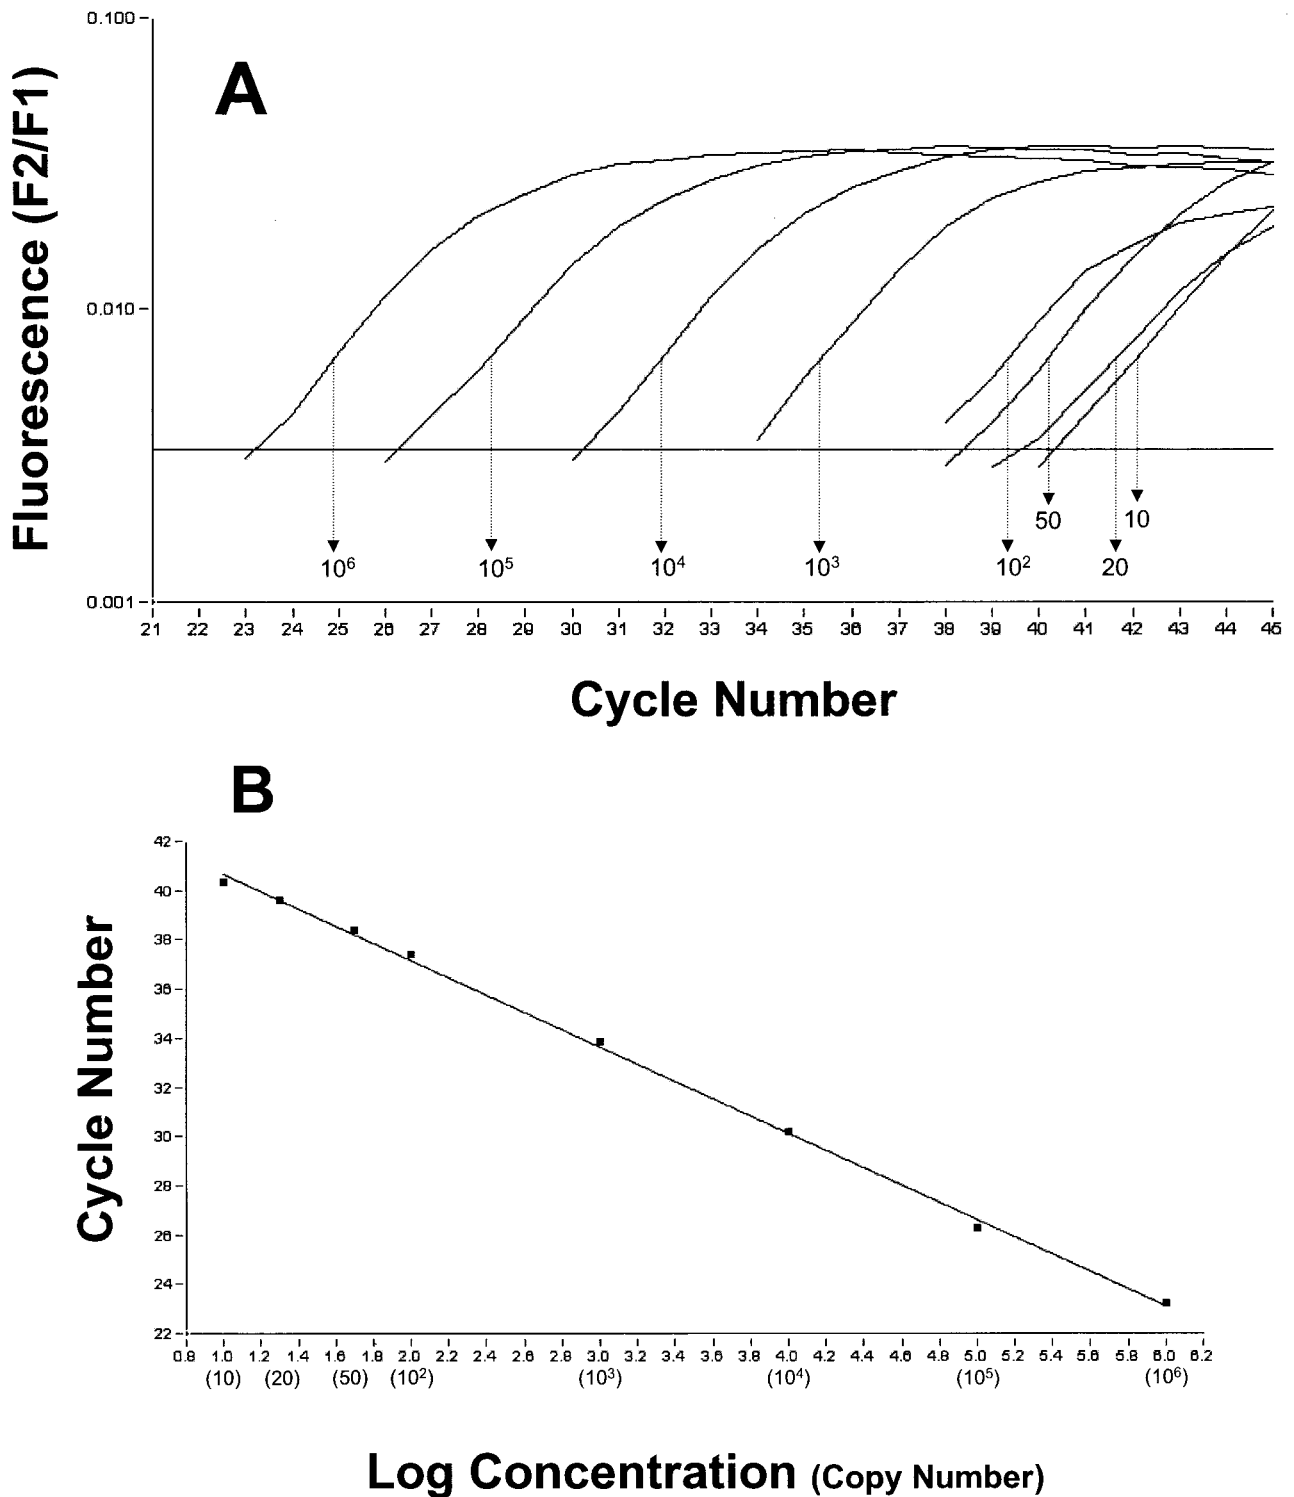 0.100
A
Fluorescence (F2/F1)
0.010
50
10
10⁶
10⁵
10⁴
10³
10²
20
0.001
21 22 23 24 25 26 27 28 29 30 31 32 33 34 35 36 37 38 39 40 41 42 43 44 45
Cycle Number
B
42
40
38
36
34
32
30
28
26
24
22
Cycle Number
0.8 1.0 1.2 1.4 1.6 1.8 2.0 2.2 2.4 2.6 2.8 3.0 3.2 3.4 3.6 3.8 4.0 4.2 4.4 4.6 4.8 5.0 5.2 5.4 5.6 5.8 6.0 6.2
(10) (20) (50) (10²) (10³) (10⁴) (10⁵) (10⁶)
Log Concentration (Copy Number)